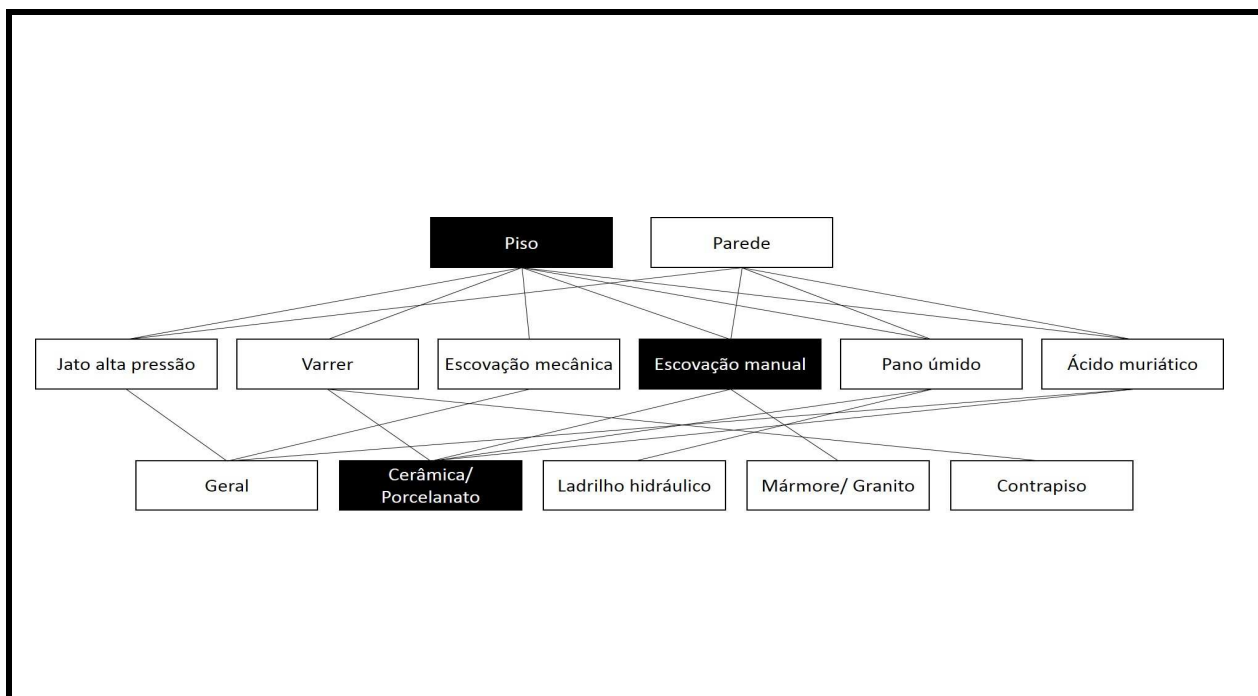 Piso
Parede
Jato alta pressão
Varrer
Escovação mecânica
Escovação manual
Pano úmido
Ácido muriático
Geral
Cerâmica/
Porcelanato
Ladrilho hidráulico
Mármore/ Granito
Contrapiso